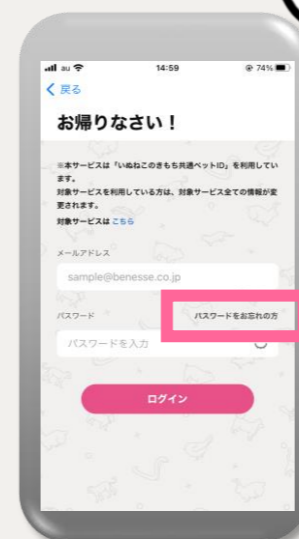 au 14:59 74%
戻る
お帰りなさい！
※本サービスは「いぬねこのきもち共通ペットID」を利用してい
ます。
対象サービスを利用している方は、対象サービス全ての情報が変
更されます。
対象サービスは こちら
メールアドレス
sample@benesse.co.jp
パスワード パスワードをお忘れの方
パスワードを入力
ログイン